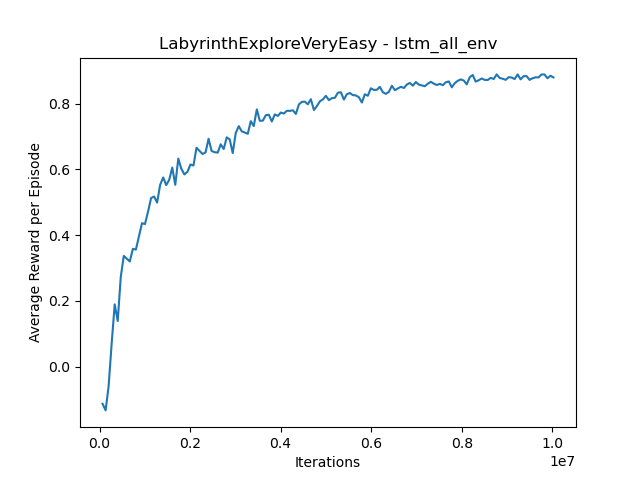 LabyrinthExploreVeryEasy - lstm_all_env
Average Reward per Episode
0.8
0.6
0.4
0.2
0.0
0.0 0.2 0.4 0.6 0.8 1.0
1e7
Iterations